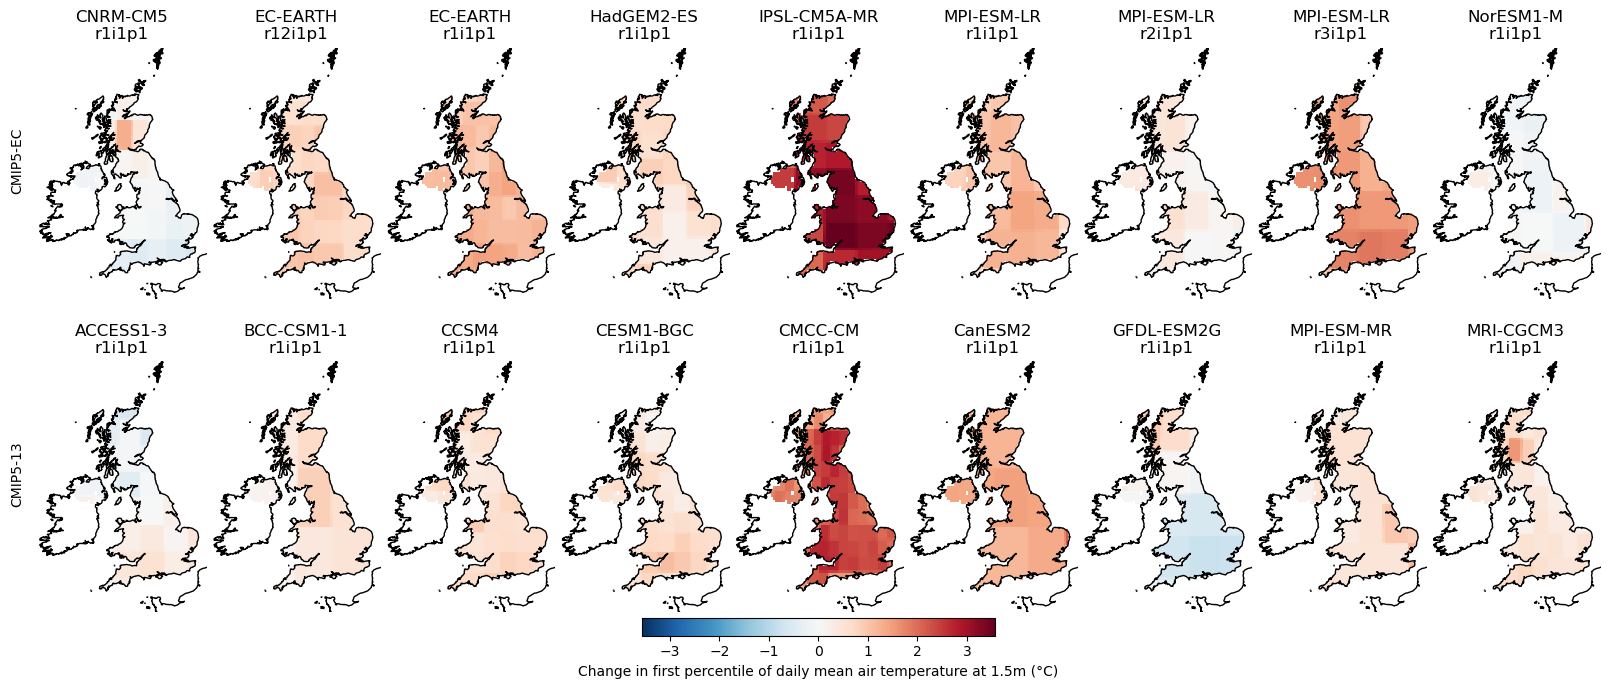 CNRM-CM5 EC-EARTH EC-EARTH HadGEM2-ES IPSL-CM5A-MR MPI-ESM-LR MPI-ESM-LR MPI-ESM-LR NorESM1-M
r1i1p1 r12i1p1 r1i1p1 r1i1p1 r1i1p1 r1i1p1 r2i1p1 r3i1p1 r1i1p1
CMIP5-EC
ACCESS1-3 BCC-CSM1-1 CCSM4 CESM1-BGC CMCC-CM CanESM2 GFDL-ESM2G MPI-ESM-MR MRI-CGCM3
r1i1p1 r1i1p1 r1i1p1 r1i1p1 r1i1p1 r1i1p1 r1i1p1 r1i1p1 r1i1p1
CMIP5-13
−3 −2 −1 0 1 2 3
Change in first percentile of daily mean air temperature at 1.5m (°C)